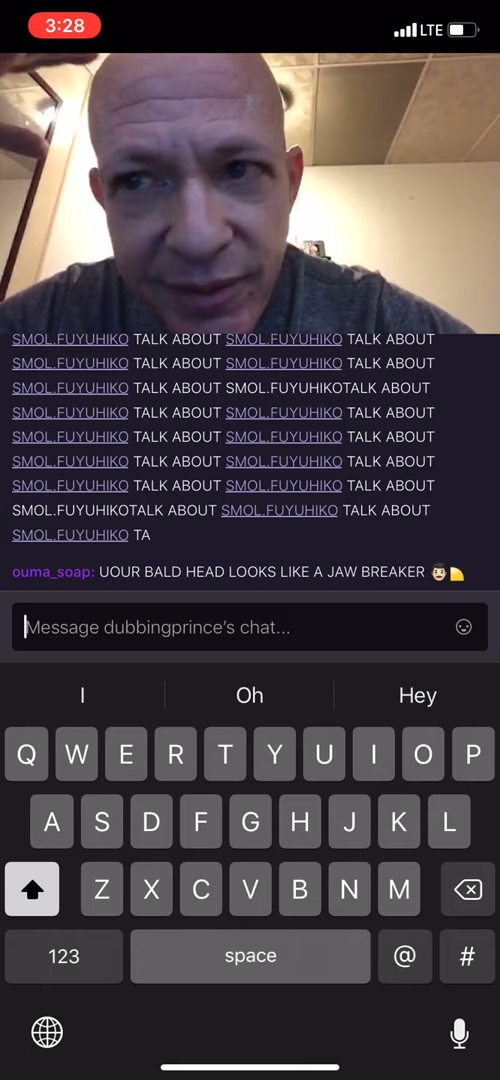 3:28
LTE
SMOL.FUYUHIKO TALK ABOUT SMOL.FUYUHIKO TALK ABOUT
SMOL.FUYUHIKO TALK ABOUT SMOL.FUYUHIKO TALK ABOUT
SMOL.FUYUHIKO TALK ABOUT SMOL.FUYUHIKOTALK ABOUT
SMOL.FUYUHIKO TALK ABOUT SMOL.FUYUHIKO TALK ABOUT
SMOL.FUYUHIKO TALK ABOUT SMOL.FUYUHIKO TALK ABOUT
SMOL.FUYUHIKO TALK ABOUT SMOL.FUYUHIKO TALK ABOUT
SMOL.FUYUHIKO TALK ABOUT SMOL.FUYUHIKO TALK ABOUT
SMOL.FUYUHIKOTALK ABOUT SMOL.FUYUHIKO TALK ABOUT
SMOL.FUYUHIKO TA
ouma_soap: UOUR BALD HEAD LOOKS LIKE A JAW BREAKER
Message dubbingprince's chat...
I Oh Hey
Q W E R T Y U I O P
A S D F G H J K L
Z X C V B N M
123 space @ #